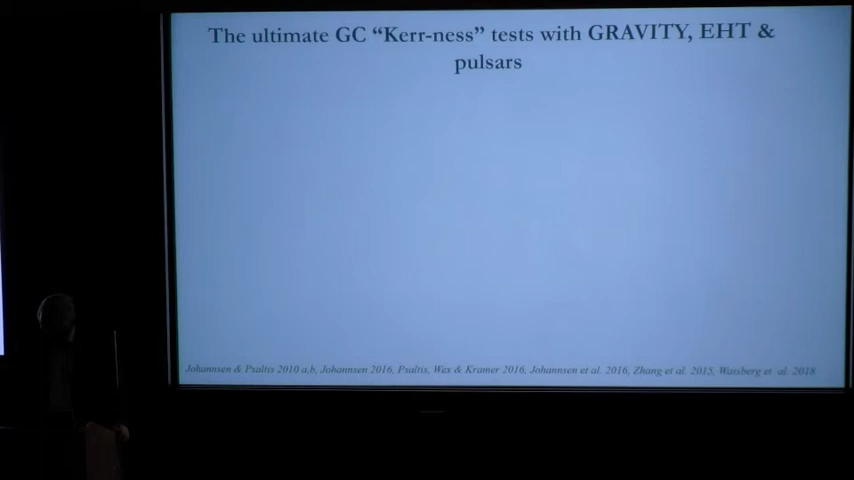 The ultimate GC “Kerr-ness” tests with GRAVITY, EHT &
pulsars
Johannsen & Psaltis 2010 a,b, Johannsen 2016, Psaltis, Wex & Kramer 2016, Johannsen et al. 2016, Zhang et al. 2015, Waisberg et al. 2018